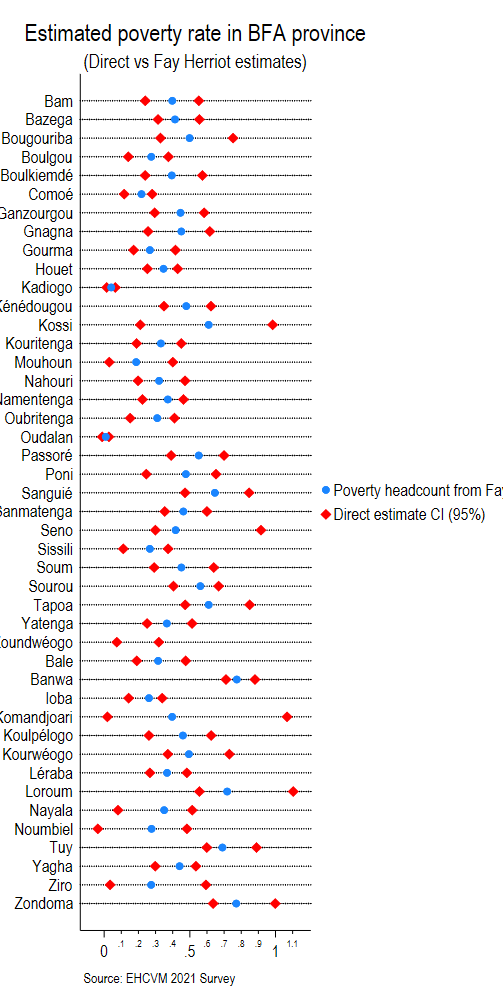 Estimated poverty rate in BFA province
(Direct vs Fay Herriot estimates)
Bam
Bazega
Bougouriba
Boulgou
Boulkiemdé
Comoé
Ganzourgou
Gnagna
Gourma
Houet
Kadiogo
Kénédougou
Kossi
Kouritenga
Mouhoun
Nahouri
Namentenga
Oubritenga
Oudalan
Passoré
Poni
Sanguié
Sanmatenga
Seno
Sissili
Soum
Sourou
Tapoa
Yatenga
oundwéogo
Bale
Banwa
Ioba
Komandjoari
Koulpélogo
Kourwéogo
Léraba
Loroum
Nayala
Noumbiel
Tuy
Yagha
Ziro
Zondoma
Poverty headcount from Fay
Direct estimate CI (95%)
0 .1 .2 .3 .4 .5 .6 .7 .8 .9 1 1.1
Source: EHCVM 2021 Survey